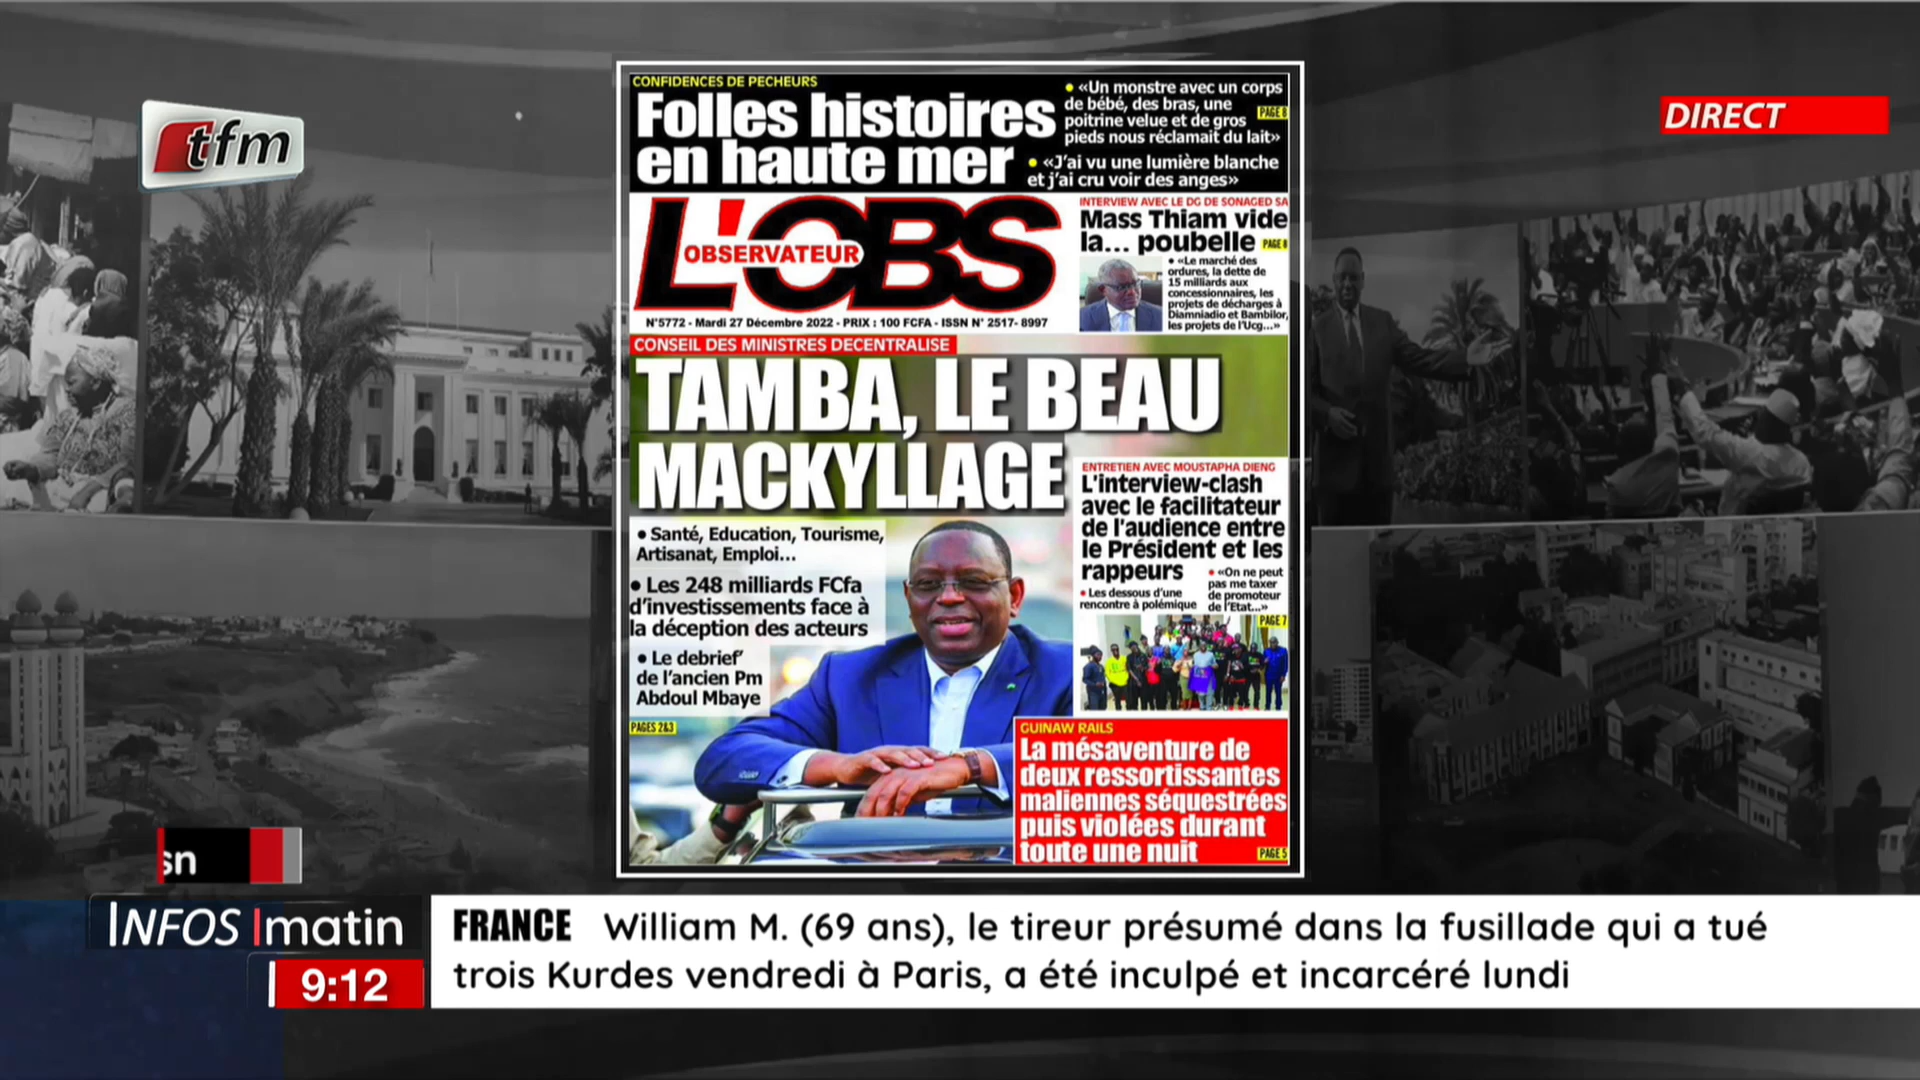 tfm
DIRECT
CONFIDENCES DE PECHEURS
Folles histoires
en haute mer
• «Un monstre avec un corps
de bébé, des bras, une
poitrine velue et de gros
pieds nous réclamait du lait»
PAGE 8
• «J'ai vu une lumière blanche
et j'ai cru voir des anges»
L'OBS
OBSERVATEUR
N°5772 - Mardi 27 Décembre 2022 - PRIX : 100 FCFA - ISSN N° 2517- 8997
INTERVIEW AVEC LE DG DE SONAGED SA
Mass Thiam vide
la... poubelle
• «Le marché des
ordures, la dette de
15 milliards aux
concessionnaires, les
projets de décharges à
Diamniadio et Bambilor,
les projets de l'Ucg...»
CONSEIL DES MINISTRES DECENTRALISE
TAMBA, LE BEAU
MACKYLLAGE
• Santé, Education, Tourisme,
Artisanat, Emploi...
• Les 248 milliards FCfa
d'investissements face à
la déception des acteurs
• Le debrief'
de l'ancien Pm
Abdoul Mbaye
PAGES 2&3
ENTRETIEN AVEC MOUSTAPHA DIENG
L'interview-clash
avec le facilitateur
de l'audience entre
le Président et les
rappeurs
• Les dessous d'une
rencontre à polémique
• «On ne peut
pas me taxer
de promoteur
de l'Etat...»
PAGE 7
GUINAW RAILS
La mésaventure de
deux ressortissantes
maliennes séquestrées
puis violées durant
toute une nuit
PAGE 5
sn
INFOS matin
9:12
FRANCE William M. (69 ans), le tireur présumé dans la fusillade qui a tué
trois Kurdes vendredi à Paris, a été inculpé et incarcéré lundi